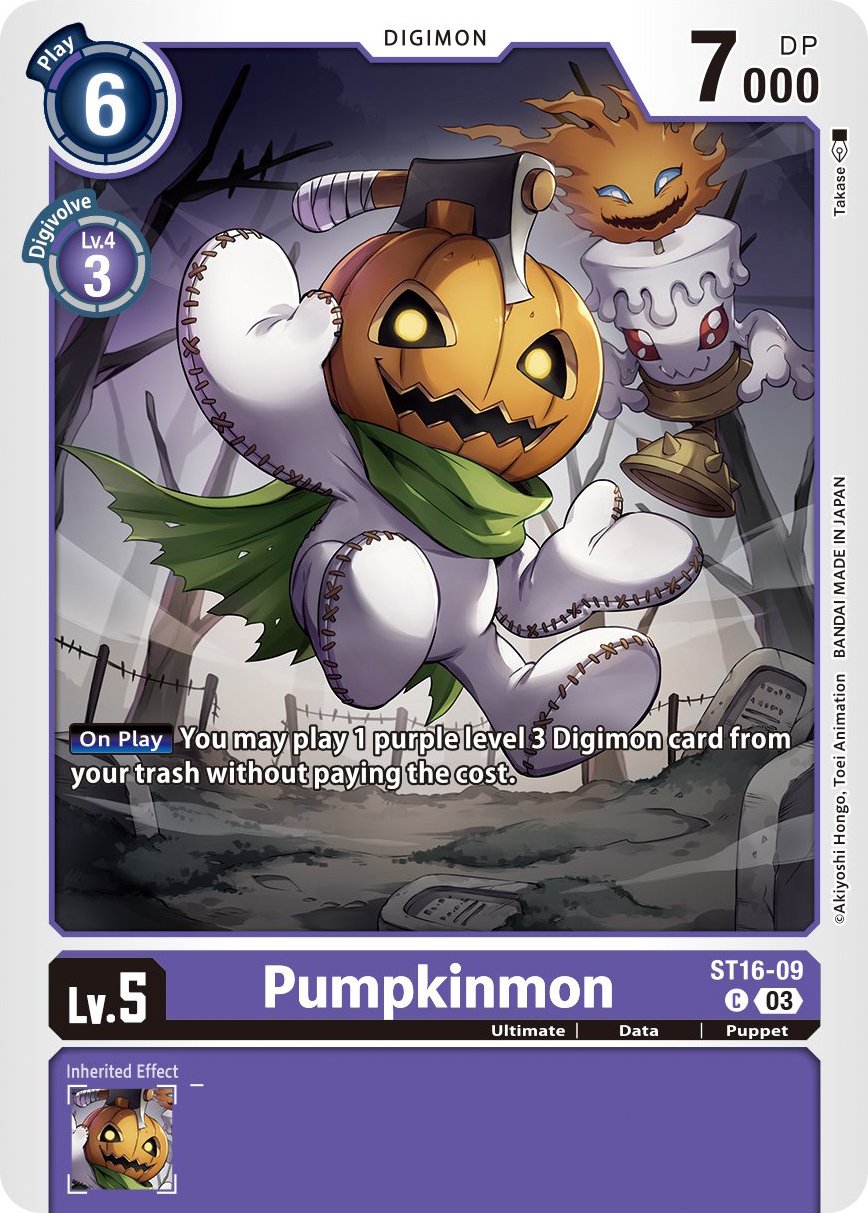 DIGIMON
Play
6
7000
DP
Digivolve
Lv.4
3
Takase
On Play You may play 1 purple level 3 Digimon card from
your trash without paying the cost.
©Akiyoshi Hongo, Toei Animation BANDAI MADE IN JAPAN
Lv.5
Pumpkinmon
ST16-09
C 03
Ultimate | Data | Puppet
Inherited Effect
–